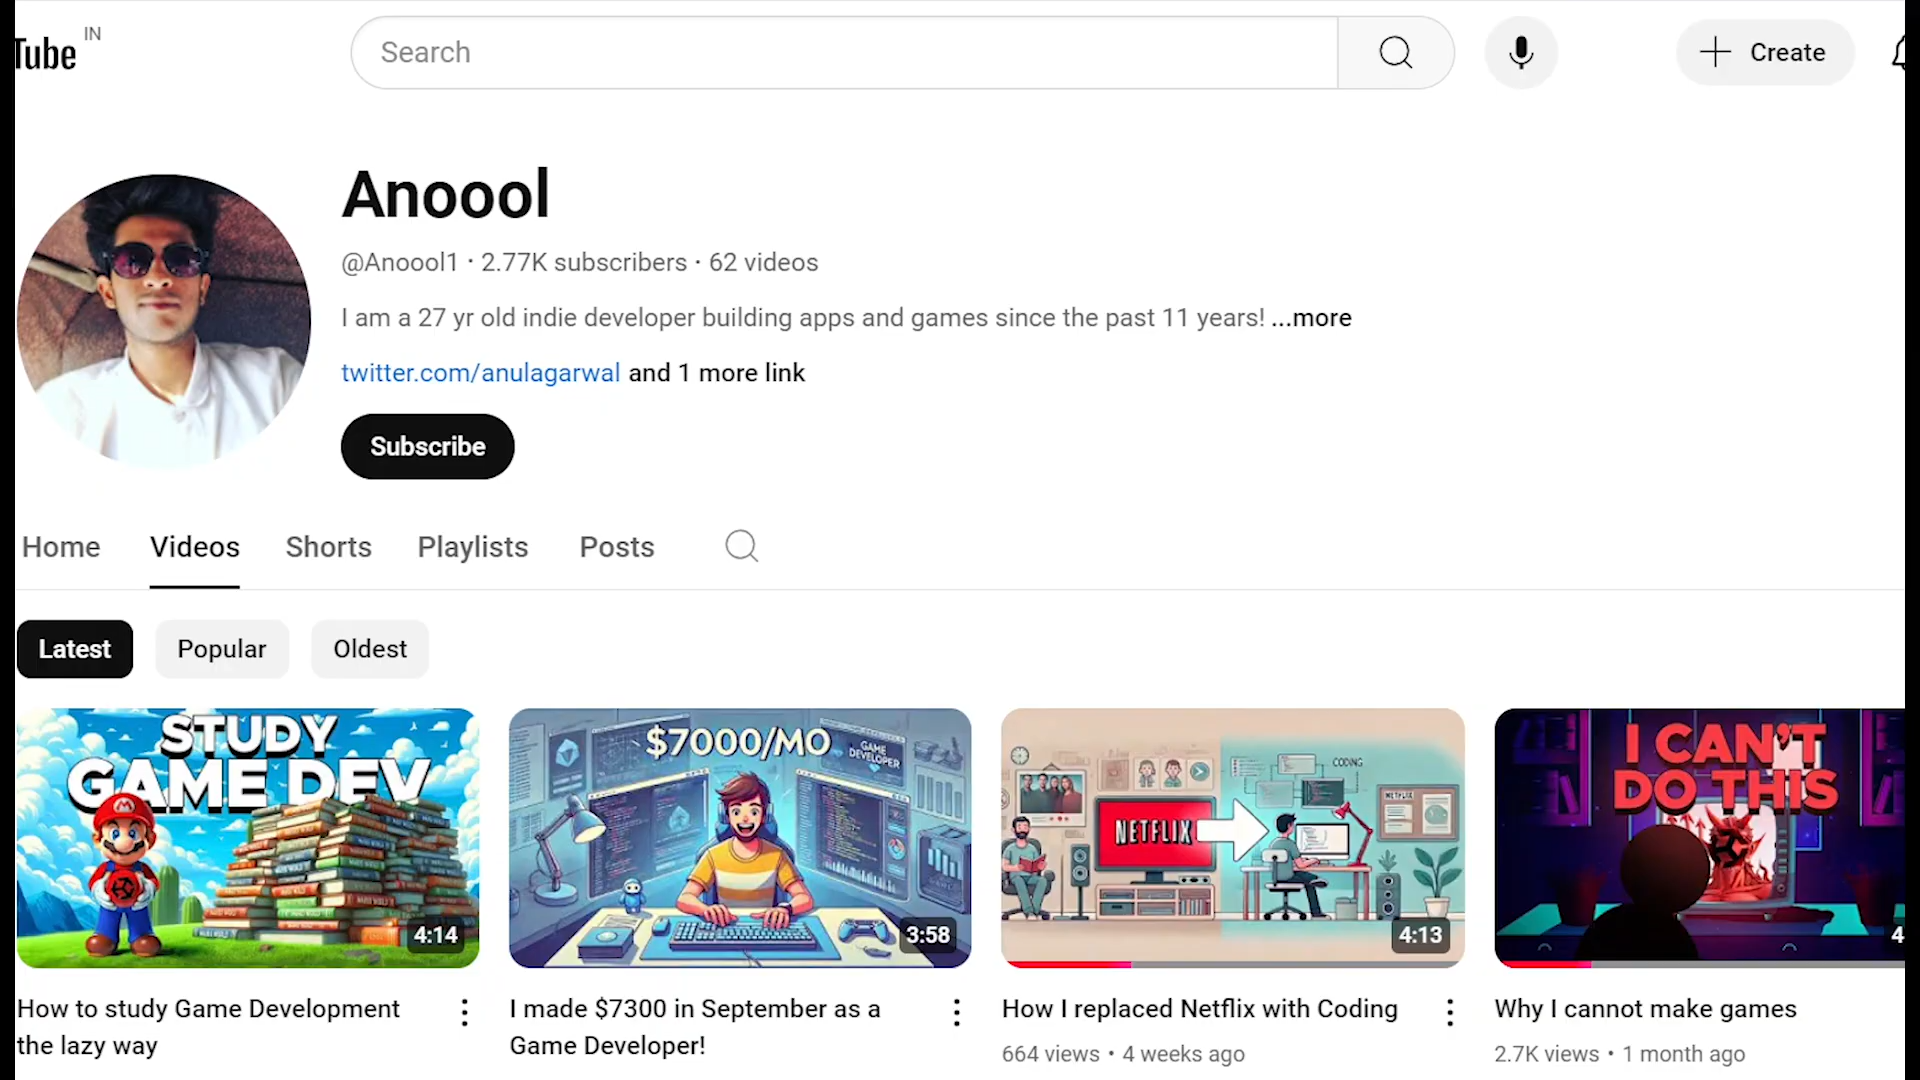 Tube IN
Search
Create
Anoool
@Anoool1 · 2.77K subscribers · 62 videos
I am a 27 yr old indie developer building apps and games since the past 11 years! ...more
twitter.com/anulagarwal and 1 more link
Subscribe
Home Videos Shorts Playlists Posts
Latest Popular Oldest
STUDY
GAME DEV
4:14
$7000/MO
GAME
DEVELOPER
3:58
CODING
NETFLIX
NETFLIX
4:13
I CAN'T
DO THIS
4
How to study Game Development
the lazy way
I made $7300 in September as a
Game Developer!
How I replaced Netflix with Coding
664 views • 4 weeks ago
Why I cannot make games
2.7K views • 1 month ago